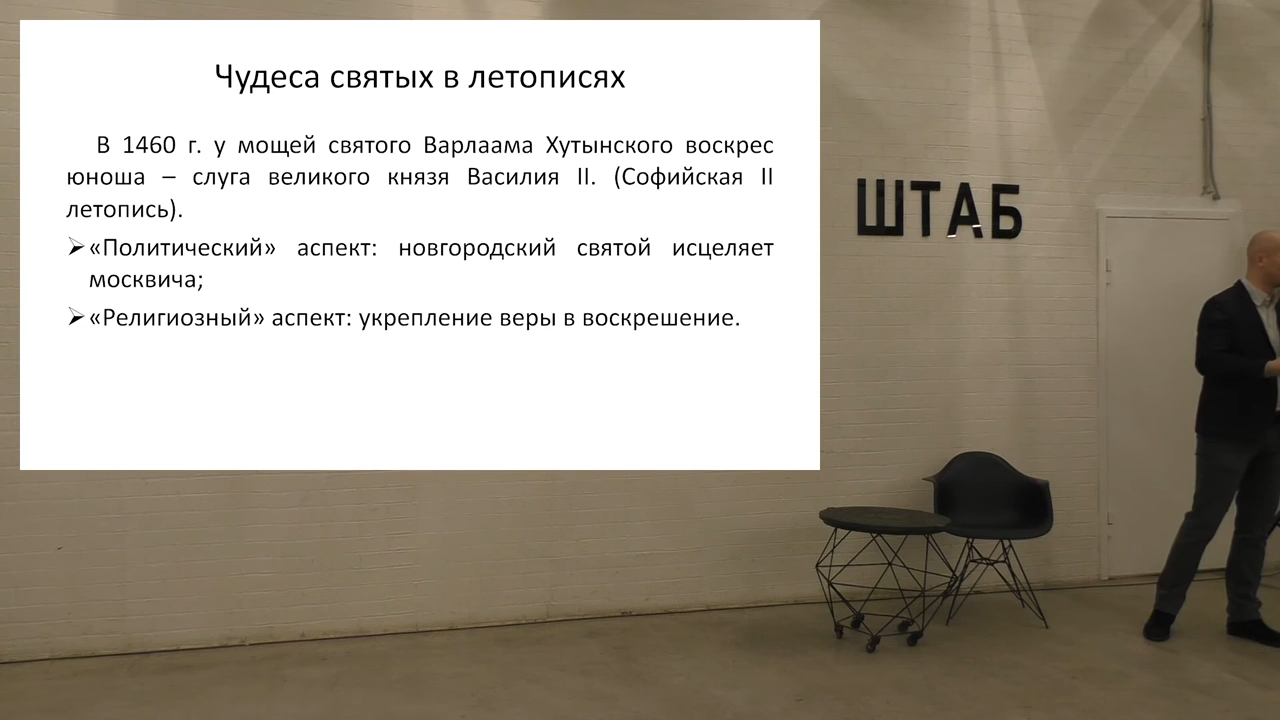 Чудеса святых в летописях
В 1460 г. у мощей святого Варлаама Хутынского воскрес
юноша – слуга великого князя Василия II. (Софийская II
летопись).
«Политический» аспект: новгородский святой исцеляет
москвича;
«Религиозный» аспект: укрепление веры в воскрешение.
ШТАБ